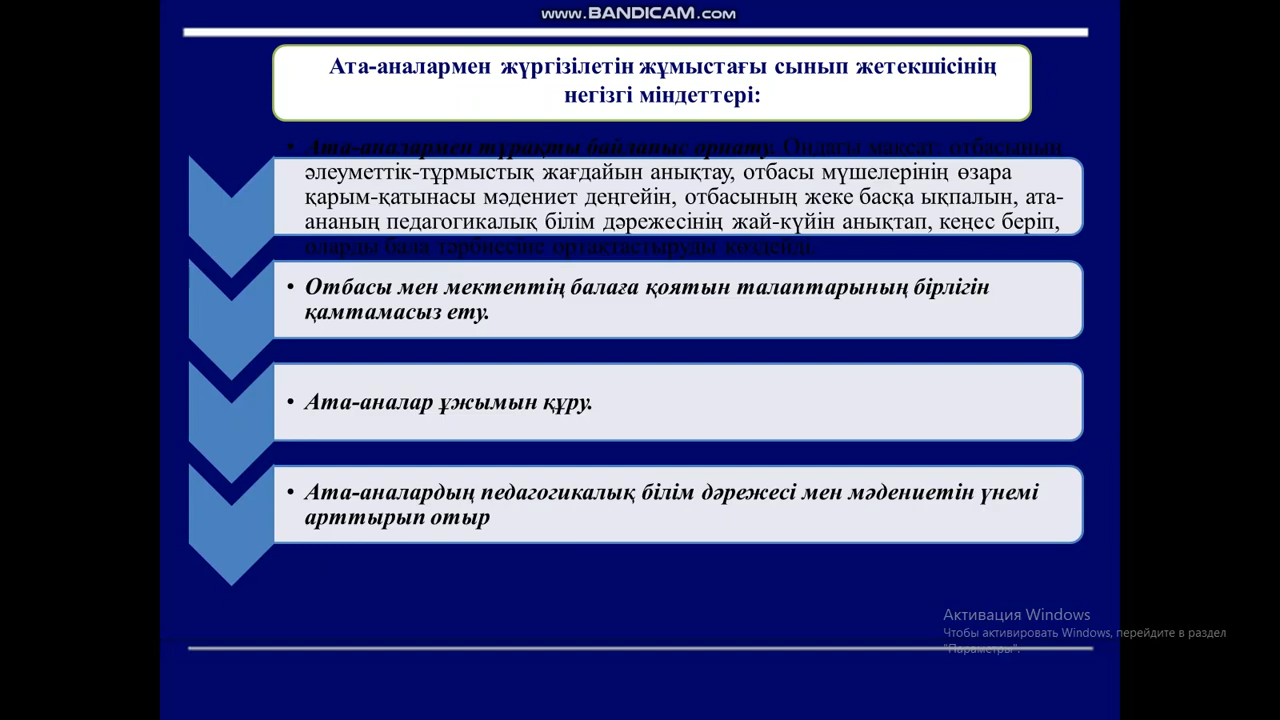 www.BANDICAM.com
Ата-аналармен жүргізілетін жұмыстағы сынып жетекшісінің
негізгі міндеттері:
• Ата-аналармен тұрақты байланыс орнату. Ондағы мақсат: отбасының
әлеуметтік-тұрмыстық жағдайын анықтау, отбасы мүшелерінің өзара
қарым-қатынасы мәдениет деңгейін, отбасының жеке басқа ықпалын, ата-
ананың педагогикалық білім дәрежесінің жай-күйін анықтап, кеңес беріп,
оларды бала тәрбиесіне ортақтастыруды көздейді.
• Отбасы мен мектептің балаға қоятын талаптарының бірлігін
қамтамасыз ету.
• Ата-аналар ұжымын құру.
• Ата-аналардың педагогикалық білім дәрежесі мен мәдениетін үнемі
арттырып отыр
Активация Windows
Чтобы активировать Windows, перейдите в раздел
"Параметры".